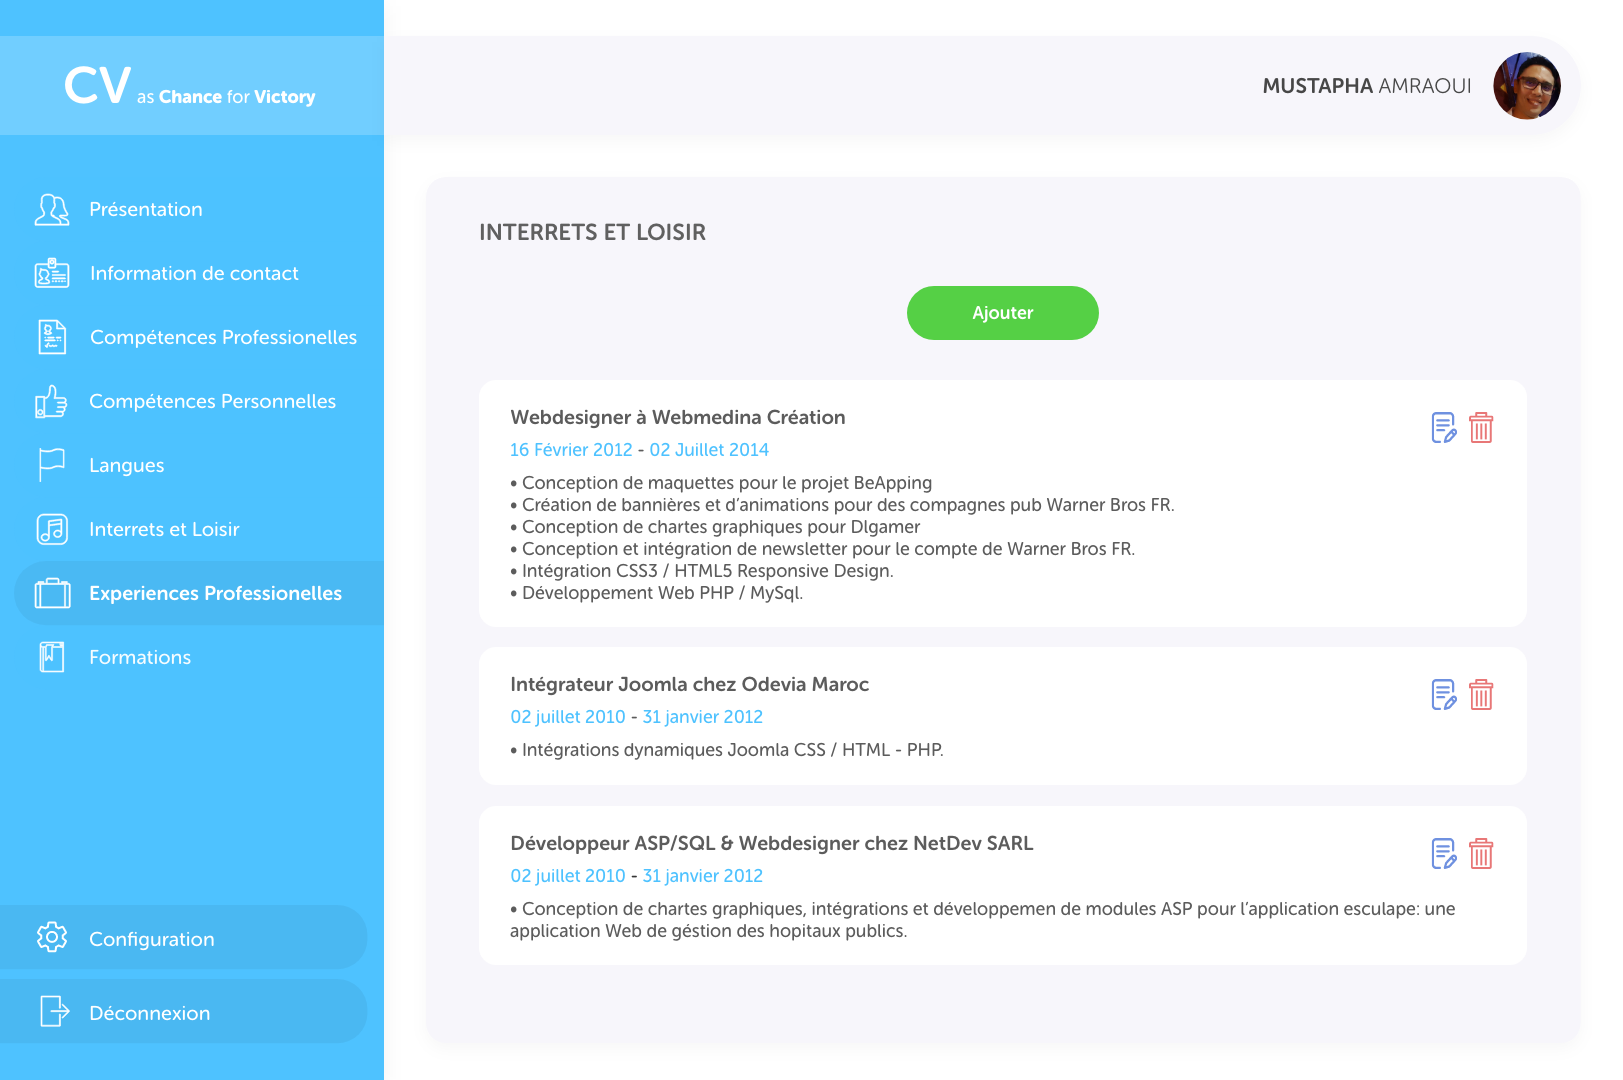 CV as Chance for Victory
MUSTAPHA AMRAOUI
Présentation
Information de contact
Compétences Professionelles
Compétences Personnelles
Langues
Interrets et Loisir
Experiences Professionelles
Formations
Configuration
Déconnexion
INTERRETS ET LOISIR
Ajouter
Webdesigner à Webmedina Création
16 Février 2012 - 02 Juillet 2014
• Conception de maquettes pour le projet BeApping
• Création de bannières et d’animations pour des compagnes pub Warner Bros FR.
• Conception de chartes graphiques pour Dlgamer
• Conception et intégration de newsletter pour le compte de Warner Bros FR.
• Intégration CSS3 / HTML5 Responsive Design.
• Développement Web PHP / MySql.
Intégrateur Joomla chez Odevia Maroc
02 juillet 2010 - 31 janvier 2012
• Intégrations dynamiques Joomla CSS / HTML - PHP.
Développeur ASP/SQL & Webdesigner chez NetDev SARL
02 juillet 2010 - 31 janvier 2012
• Conception de chartes graphiques, intégrations et développemen de modules ASP pour l’application esculape: une
application Web de géstion des hopitaux publics.